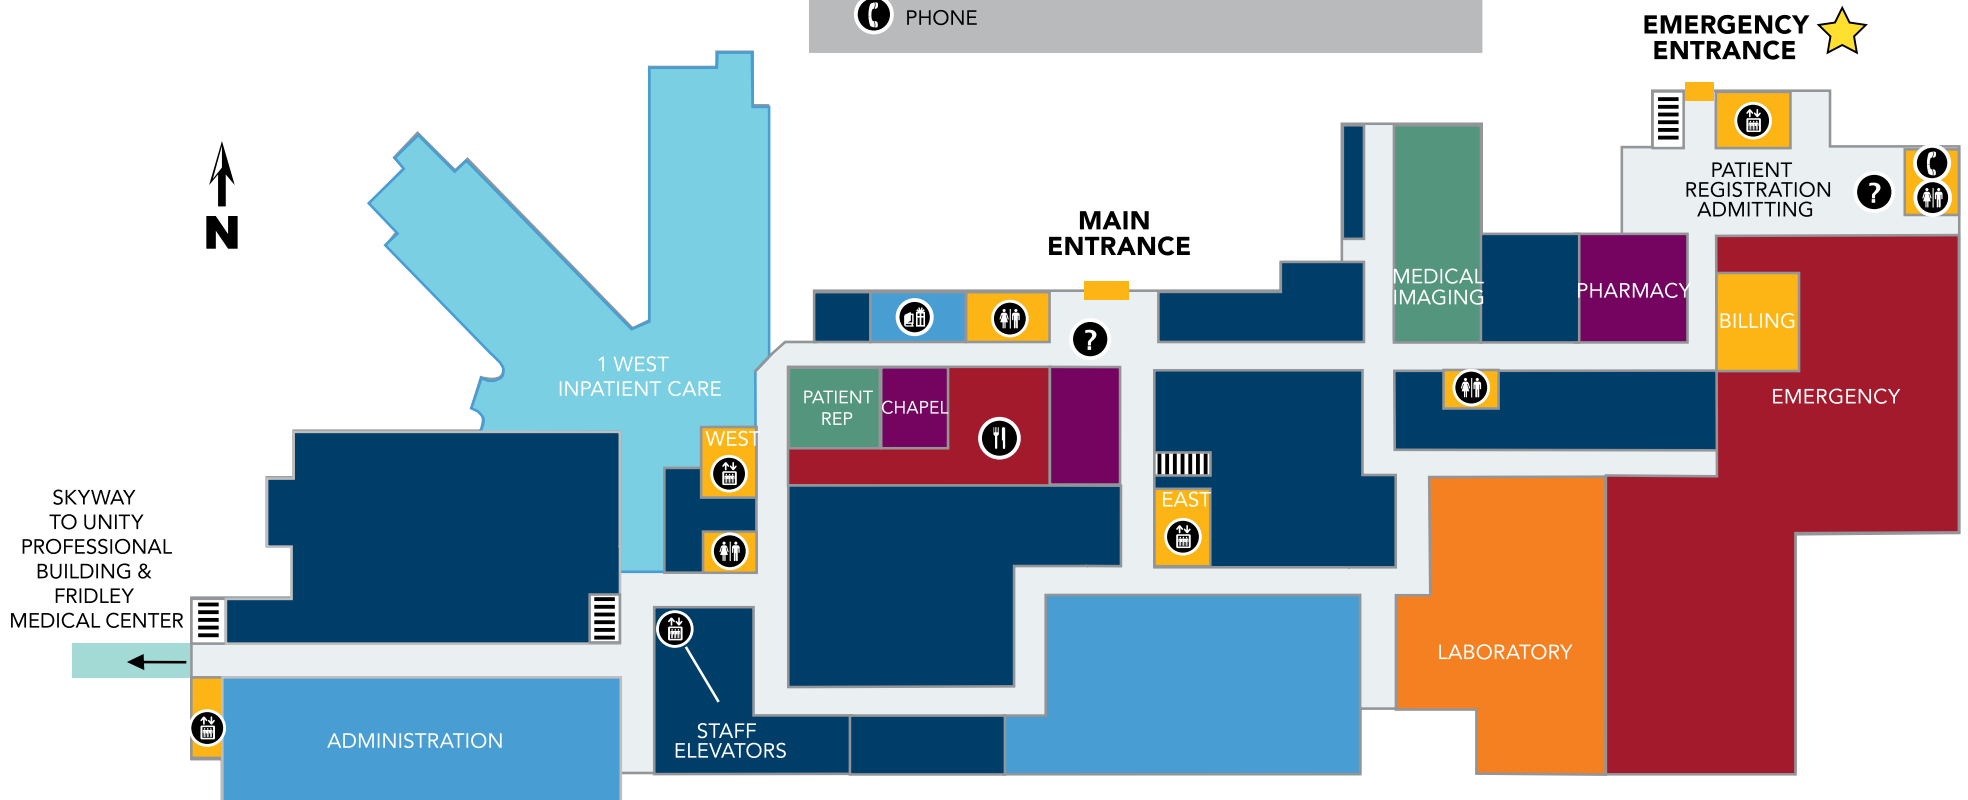 PHONE
EMERGENCY
ENTRANCE
N
MAIN
ENTRANCE
PATIENT
REGISTRATION
ADMITTING
?
MEDICAL
IMAGING
PHARMACY
BILLING
EMERGENCY
?
1 WEST
INPATIENT CARE
PATIENT
REP
CHAPEL
WEST
EAST
SKYWAY
TO UNITY
PROFESSIONAL
BUILDING &
FRIDLEY
MEDICAL CENTER
LABORATORY
STAFF
ELEVATORS
ADMINISTRATION